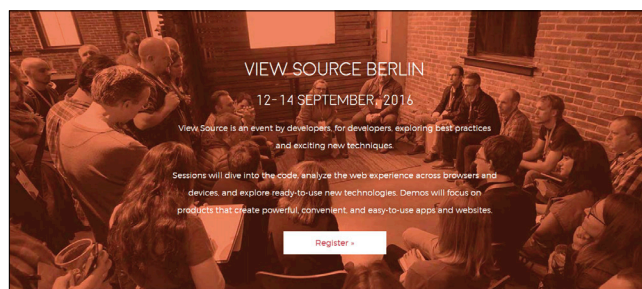 VIEW SOURCE BERLIN
12-14 SEPTEMBER, 2016
View Source is an event by developers, for developers, exploring best practices
and exciting new techniques.
Sessions will dive into the code, analyze the web experience across browsers and
devices, and explore ready-to-use new technologies. Demos will focus on
products that create powerful, convenient, and easy-to-use apps and websites.
Register »